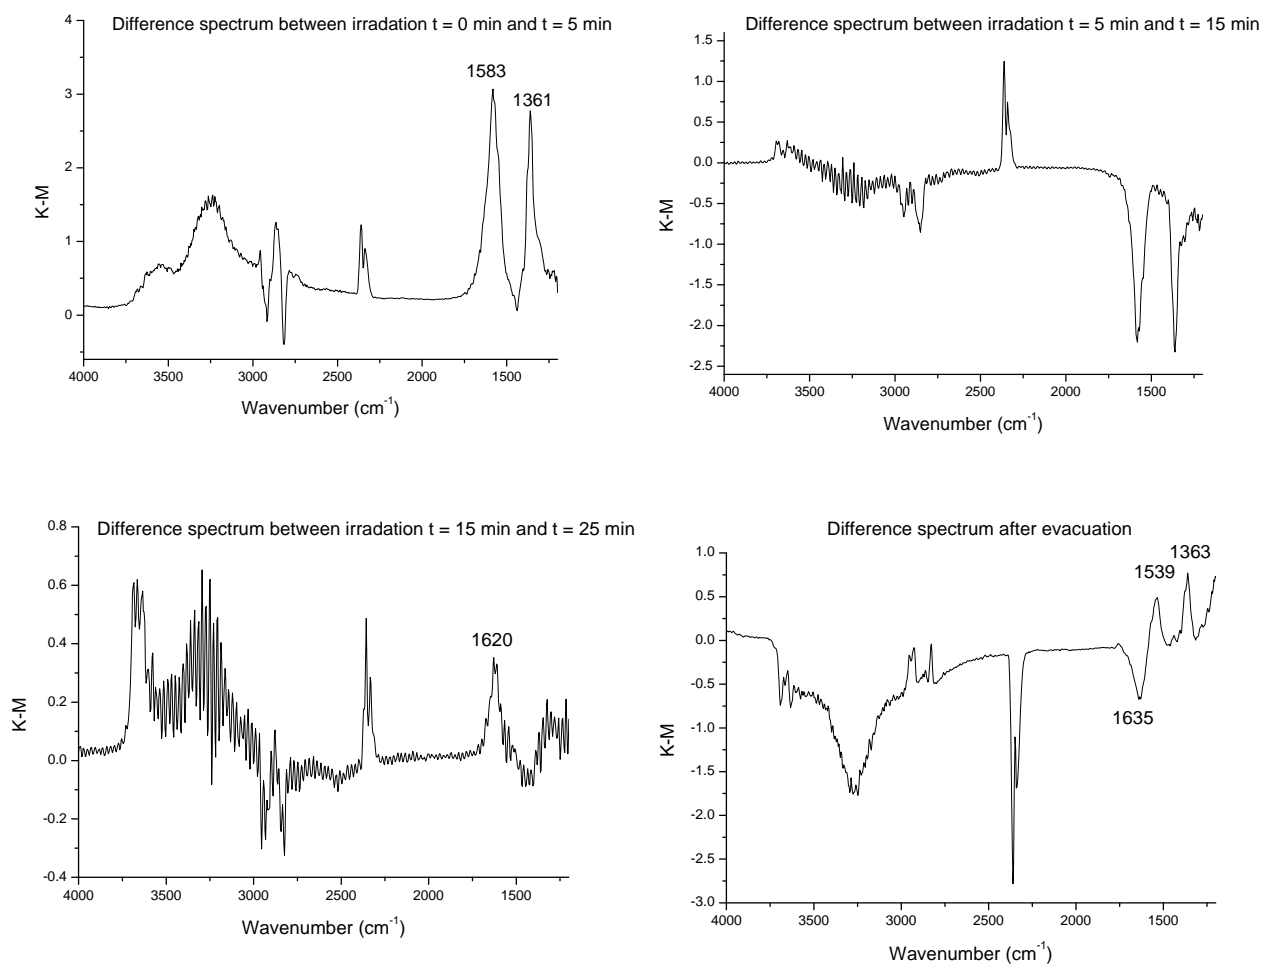 Difference spectrum between irradation t = 0 min and t = 5 min
4
3
2
1
0
K-M
1583
1361
4000 3500 3000 2500 2000 1500
Wavenumber (cm-1)
Difference spectrum between irradation t = 5 min and t = 15 min
1.5
1.0
0.5
0.0
-0.5
-1.0
-1.5
-2.0
-2.5
K-M
4000 3500 3000 2500 2000 1500
Wavenumber (cm-1)
Difference spectrum between irradation t = 15 min and t = 25 min
0.8
0.6
0.4
0.2
0.0
-0.2
-0.4
K-M
1620
4000 3500 3000 2500 2000 1500
Wavenumber (cm-1)
Difference spectrum after evacuation
1.0
0.5
0.0
-0.5
-1.0
-1.5
-2.0
-2.5
-3.0
K-M
1363
1539
1635
4000 3500 3000 2500 2000 1500
Wavenumber (cm-1)